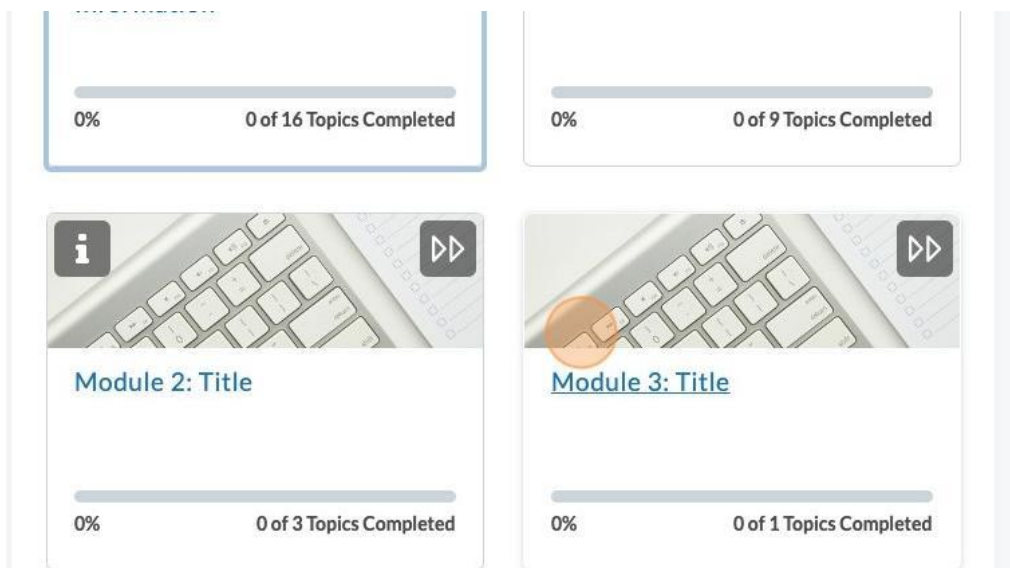 0% 0 of 16 Topics Completed
0% 0 of 9 Topics Completed
Module 2: Title
Module 3: Title
0% 0 of 3 Topics Completed
0% 0 of 1 Topics Completed